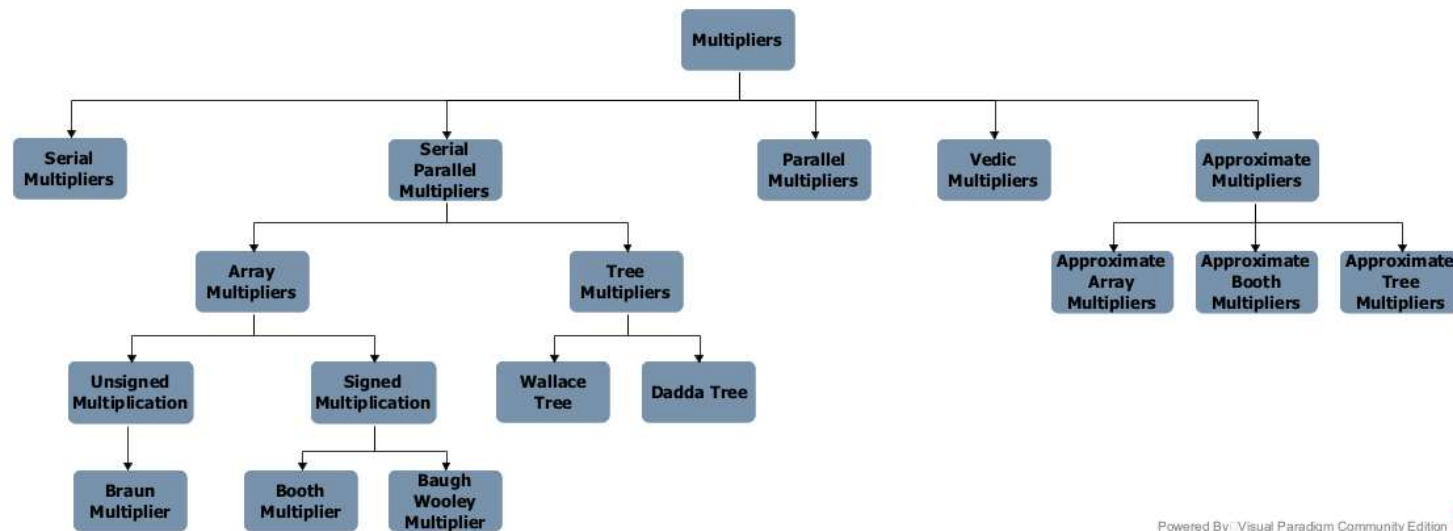 Multipliers
Serial
Multipliers
Serial
Parallel
Multipliers
Parallel
Multipliers
Vedic
Multipliers
Approximate
Multipliers
Array
Multipliers
Tree
Multipliers
Approximate
Array
Multipliers
Approximate
Booth
Multipliers
Approximate
Tree
Multipliers
Unsigned
Multiplication
Signed
Multiplication
Wallace
Tree
Dadda Tree
Braun
Multiplier
Booth
Multiplier
Baugh
Wooley
Multiplier
Powered By Visual Paradigm Community Edition